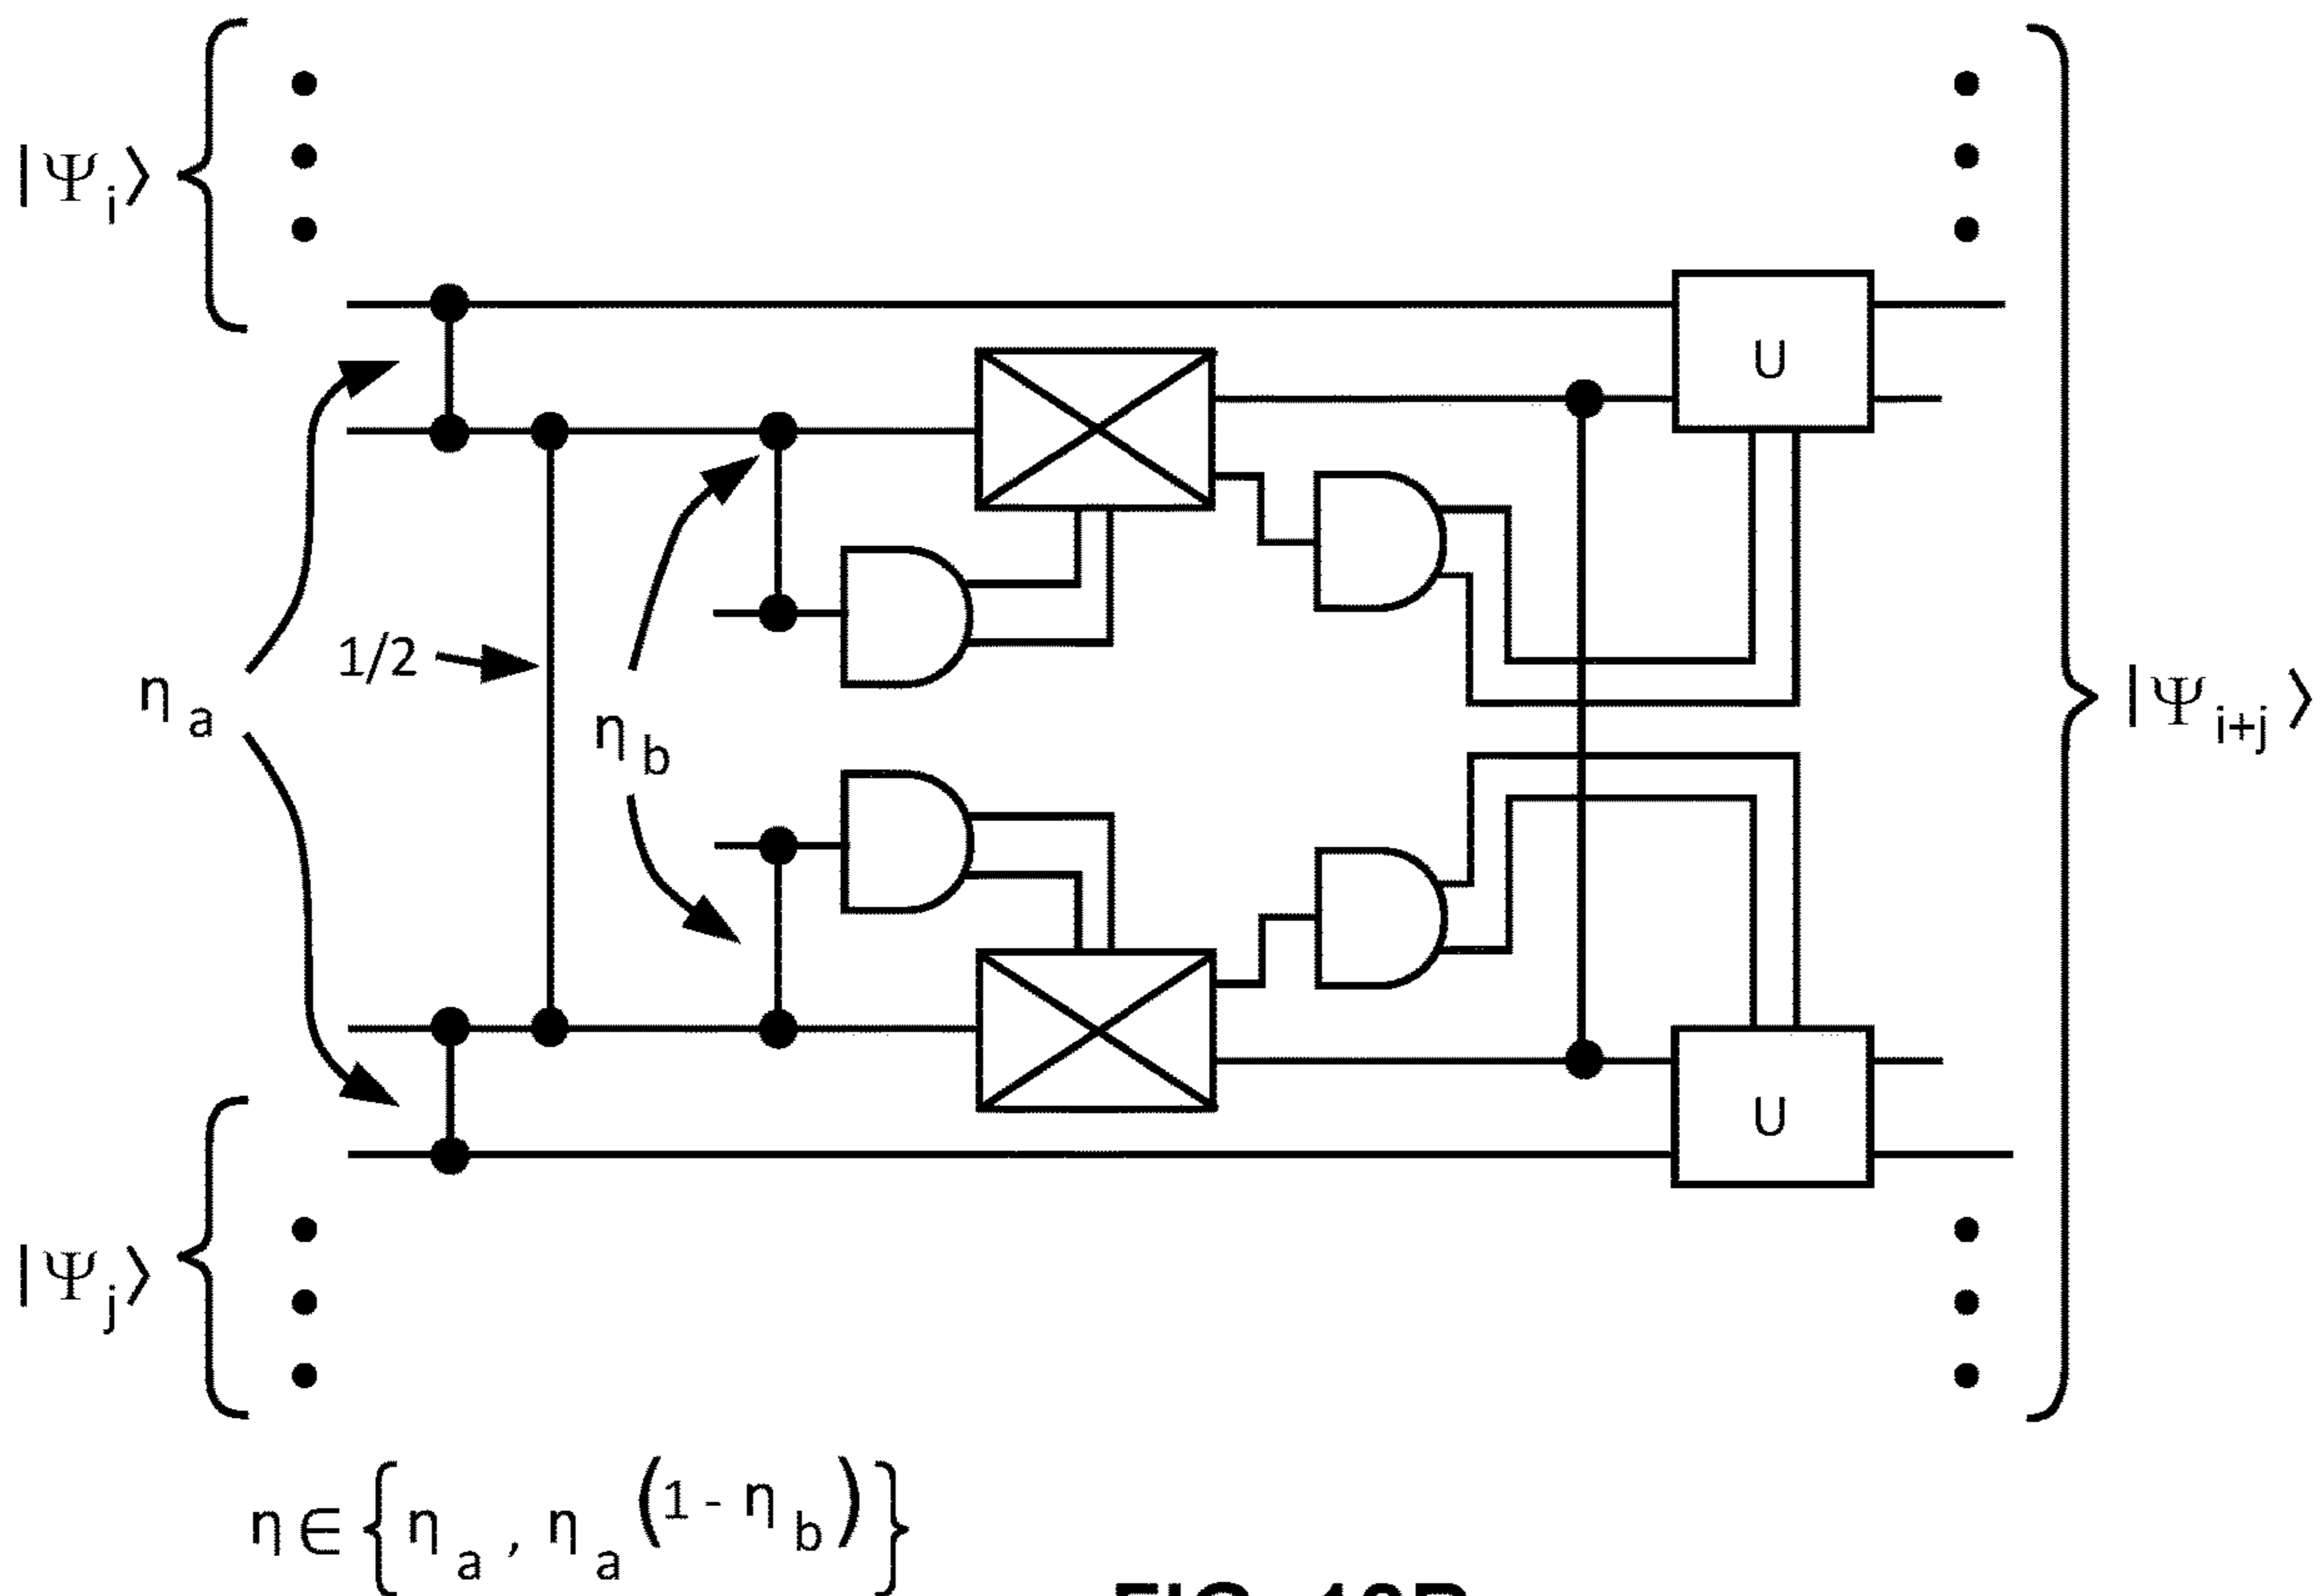 |Ψi⟩
U
1/2
ηa
ηb
|Ψi+j⟩
U
|Ψj⟩
η ∈ {ηa, ηa(1 - ηb)}